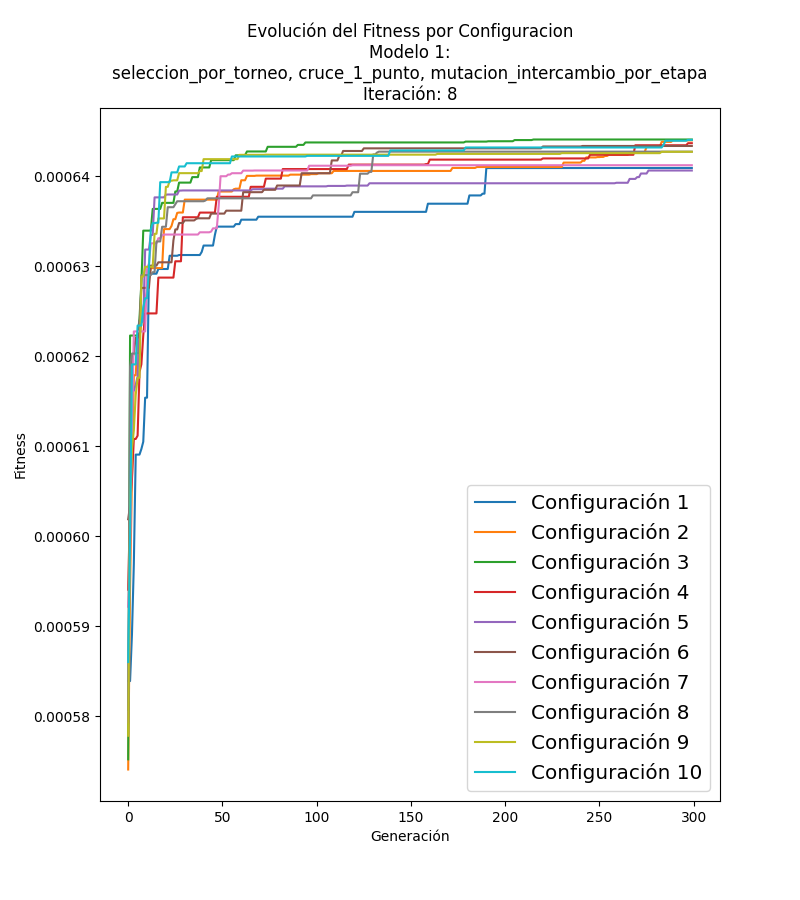 Evolución del Fitness por Configuracion
Modelo 1:
seleccion_por_torneo, cruce_1_punto, mutacion_intercambio_por_etapa
Iteración: 8
0.00064
0.00063
0.00062
0.00061
0.00060
0.00059
0.00058
Fitness
Configuración 1
Configuración 2
Configuración 3
Configuración 4
Configuración 5
Configuración 6
Configuración 7
Configuración 8
Configuración 9
Configuración 10
0 50 100 150 200 250 300
Generación